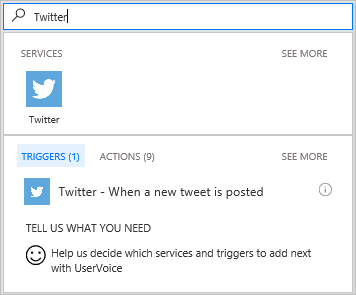 Twitter
SERVICES SEE MORE
Twitter
TRIGGERS (1) ACTIONS (9) SEE MORE
Twitter - When a new tweet is posted
TELL US WHAT YOU NEED
Help us decide which services and triggers to add next
with UserVoice